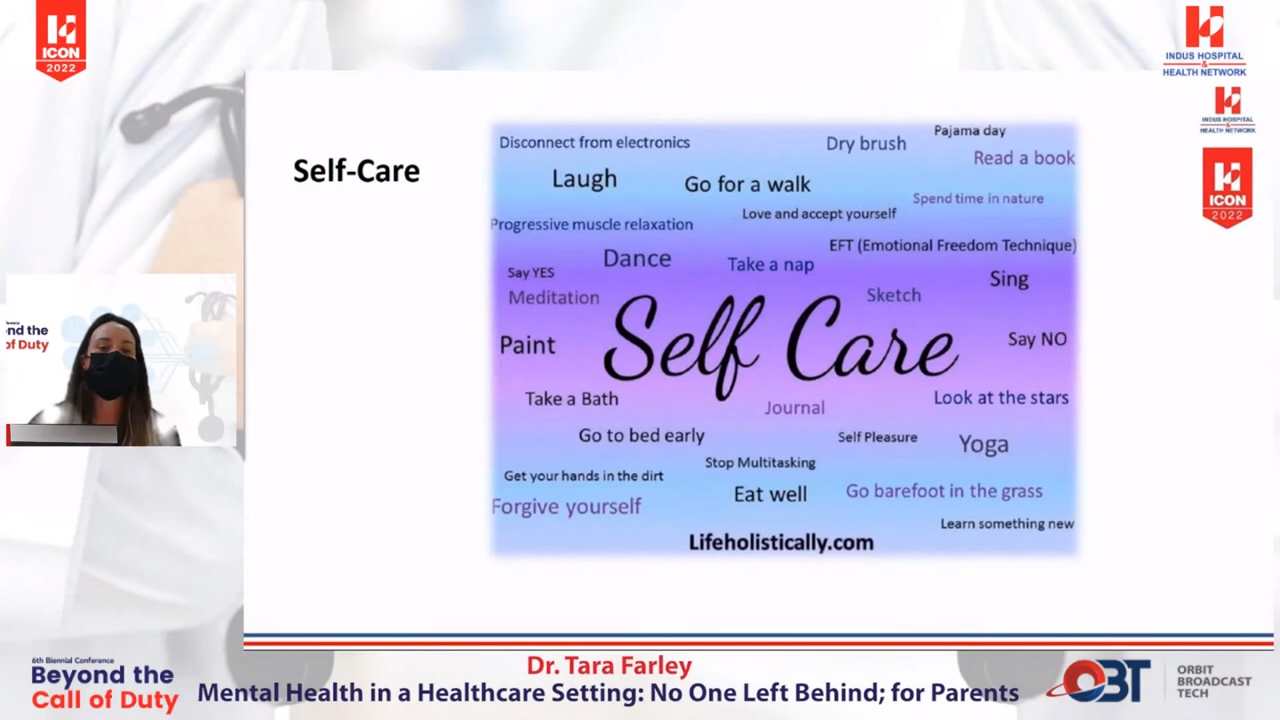 ICON
2022
INDUS HOSPITAL
&
HEALTH NETWORK
INDUS HOSPITAL
&
HEALTH NETWORK
ICON
2022
Self-Care
Disconnect from electronics
Dry brush
Pajama day
Read a book
Laugh
Go for a walk
Spend time in nature
Love and accept yourself
Progressive muscle relaxation
EFT (Emotional Freedom Technique)
Dance
Take a nap
Say YES
Sing
Meditation
Sketch
Self Care
Paint
Say NO
Take a Bath
Journal
Look at the stars
Go to bed early
Self Pleasure
Yoga
Stop Multitasking
Get your hands in the dirt
Eat well
Go barefoot in the grass
Forgive yourself
Learn something new
Lifeholistically.com
nd the
of Duty
6th Biennial Conference
Beyond the
Call of Duty
Dr. Tara Farley
Mental Health in a Healthcare Setting: No One Left Behind; for Parents
OBT
ORBIT
BROADCAST
TECH